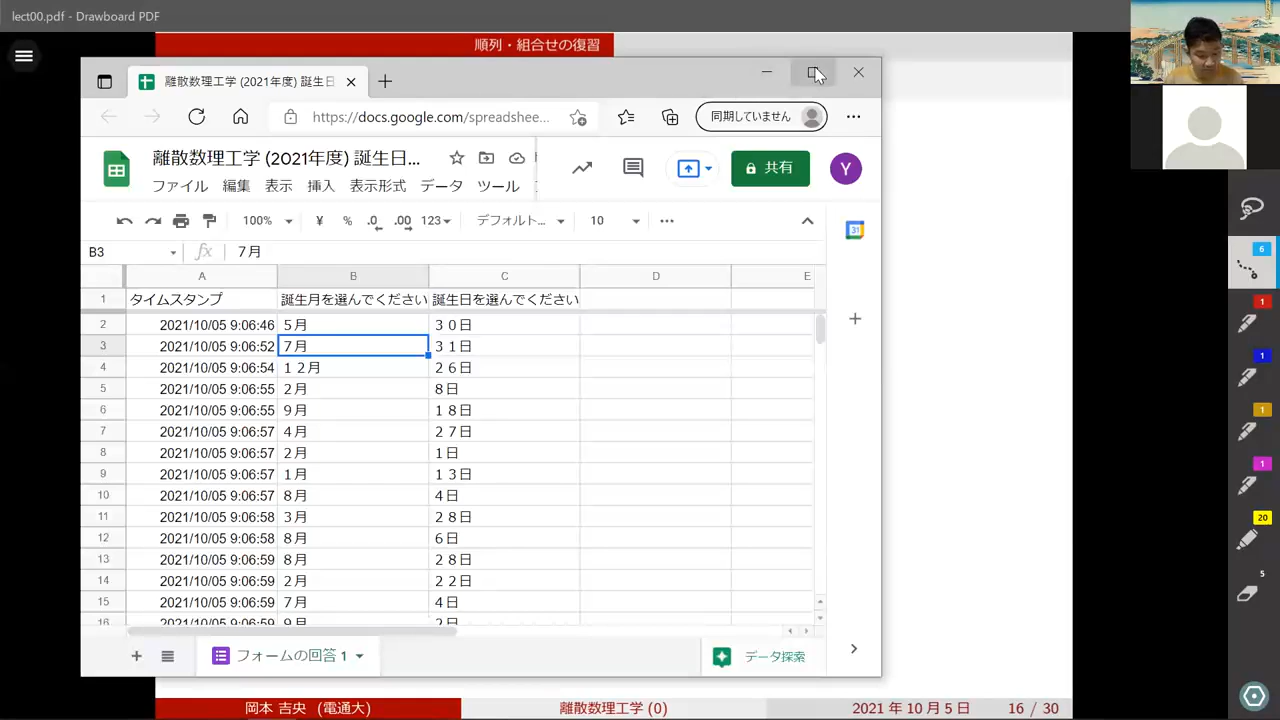 lect00.pdf - Drawboard PDF
順列・組合せの復習
離散数理工学 (2021年度) 誕生日
https://docs.google.com/spreadshee...
同期していません
離散数理工学 (2021年度) 誕生日...
ファイル 編集 表示 挿入 表示形式 データ ツール
共有
Y
100% ¥ % .0 .00 123 デフォルト... 10
31
B3 fx 7月
A B C D E
1 タイムスタンプ 誕生月を選んでください 誕生日を選んでください
2 2021/10/05 9:06:46 5月 30日
3 2021/10/05 9:06:52 7月 31日
4 2021/10/05 9:06:54 12月 26日
5 2021/10/05 9:06:55 2月 8日
6 2021/10/05 9:06:55 9月 18日
7 2021/10/05 9:06:57 4月 27日
8 2021/10/05 9:06:57 2月 1日
9 2021/10/05 9:06:57 1月 13日
10 2021/10/05 9:06:57 8月 4日
11 2021/10/05 9:06:58 3月 28日
12 2021/10/05 9:06:58 8月 6日
13 2021/10/05 9:06:59 8月 28日
14 2021/10/05 9:06:59 2月 22日
15 2021/10/05 9:06:59 7月 4日
16 2021/10/05 9:06:59 9月 2日
フォームの回答 1
データ探索
岡本 吉央 (電通大) 離散数理工学 (0) 2021 年 10 月 5 日 16 / 30
6
1
1
1
1
20
5